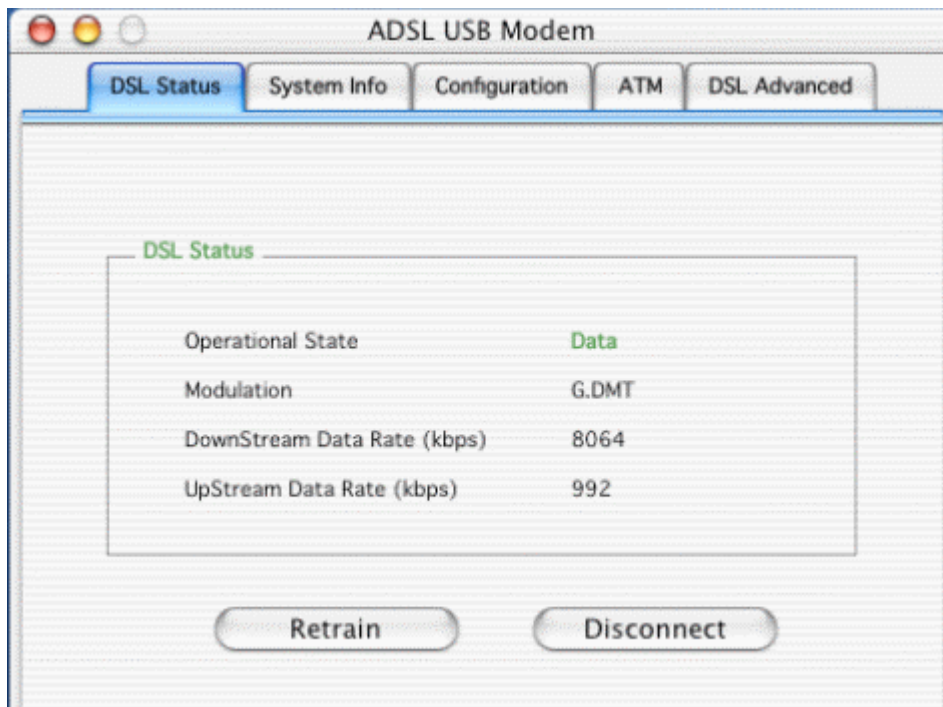 ADSL USB Modem
DSL Status System Info Configuration ATM DSL Advanced
DSL Status
Operational State Data
Modulation G.DMT
DownStream Data Rate (kbps) 8064
UpStream Data Rate (kbps) 992
Retrain Disconnect